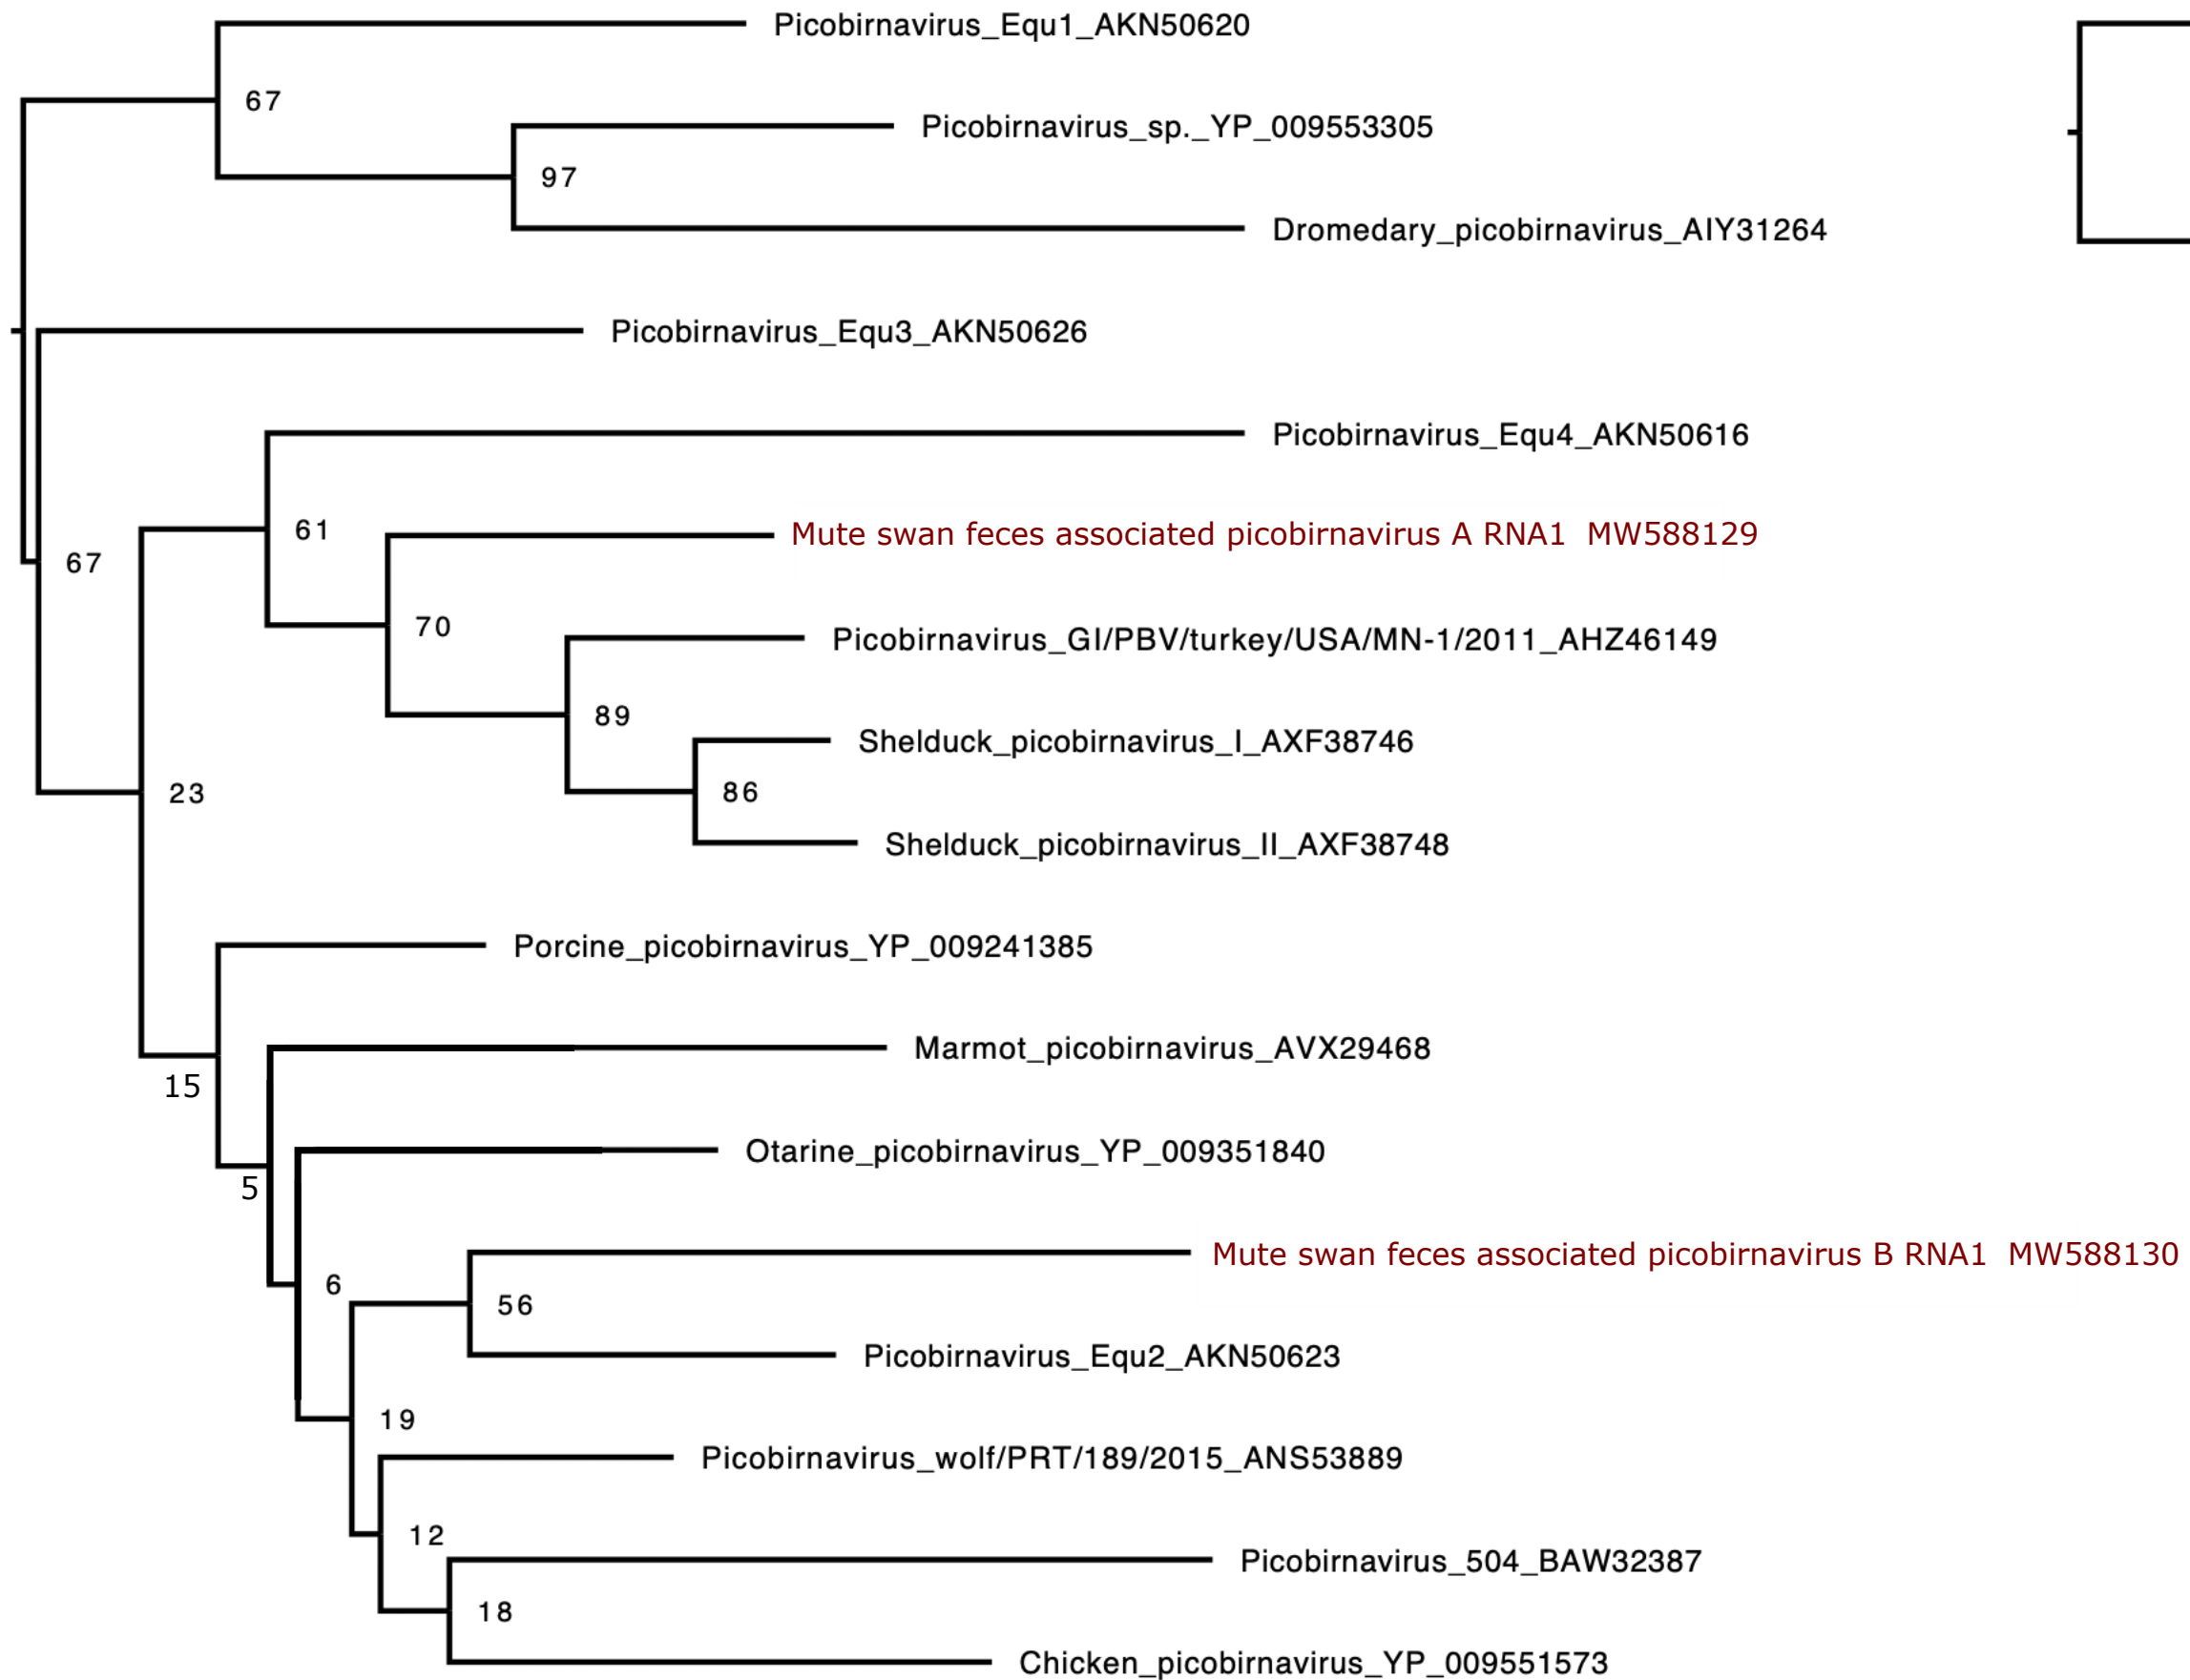 Picobirnavirus_Equ1_AKN50620
67
Picobirnavirus_sp._YP_009553305
97
Dromedary_picobirnavirus_AIY31264
Picobirnavirus_Equ3_AKN50626
Picobirnavirus_Equ4_AKN50616
61
Mute swan feces associated picobirnavirus A RNA1 MW588129
67
70
Picobirnavirus_GI/PBV/turkey/USA/MN-1/2011_AHZ46149
89
Shelduck_picobirnavirus_I_AXF38746
23
86
Shelduck_picobirnavirus_II_AXF38748
Porcine_picobirnavirus_YP_009241385
Marmot_picobirnavirus_AVX29468
15
Otarine_picobirnavirus_YP_009351840
5
Mute swan feces associated picobirnavirus B RNA1 MW588130
6
56
Picobirnavirus_Equ2_AKN50623
19
Picobirnavirus_wolf/PRT/189/2015_ANS53889
12
Picobirnavirus_504_BAW32387
18
Chicken_picobirnavirus_YP_009551573